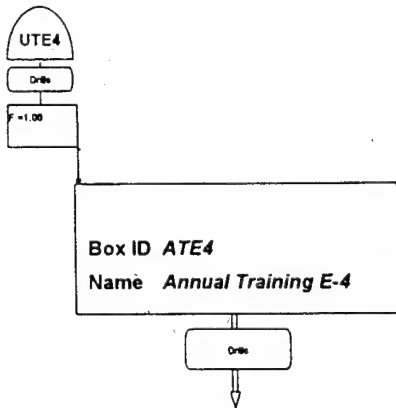 UTE4
Drills
F =1.00
Box ID ATE4
Name Annual Training E-4
Drills